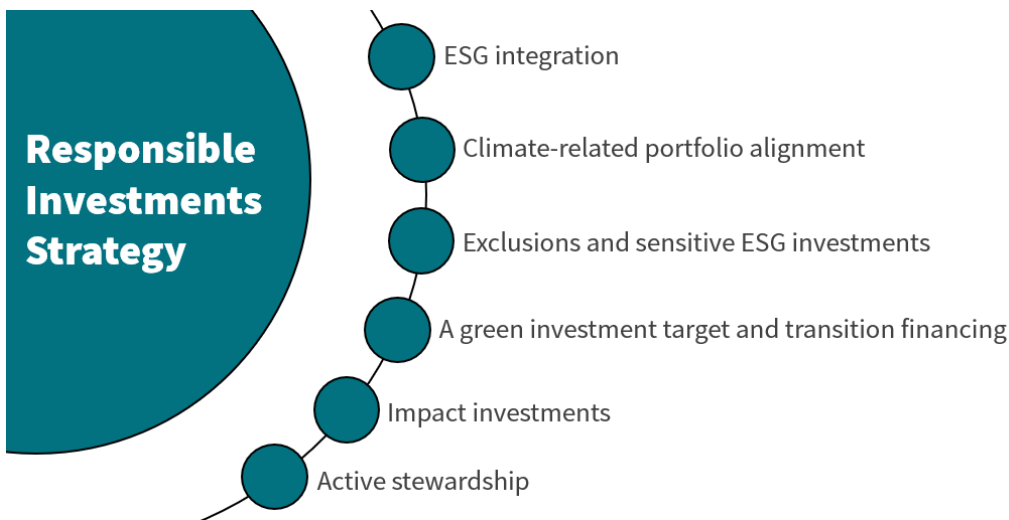 Responsible
Investments
Strategy
ESG integration
Climate-related portfolio alignment
Exclusions and sensitive ESG investments
A green investment target and transition financing
Impact investments
Active stewardship